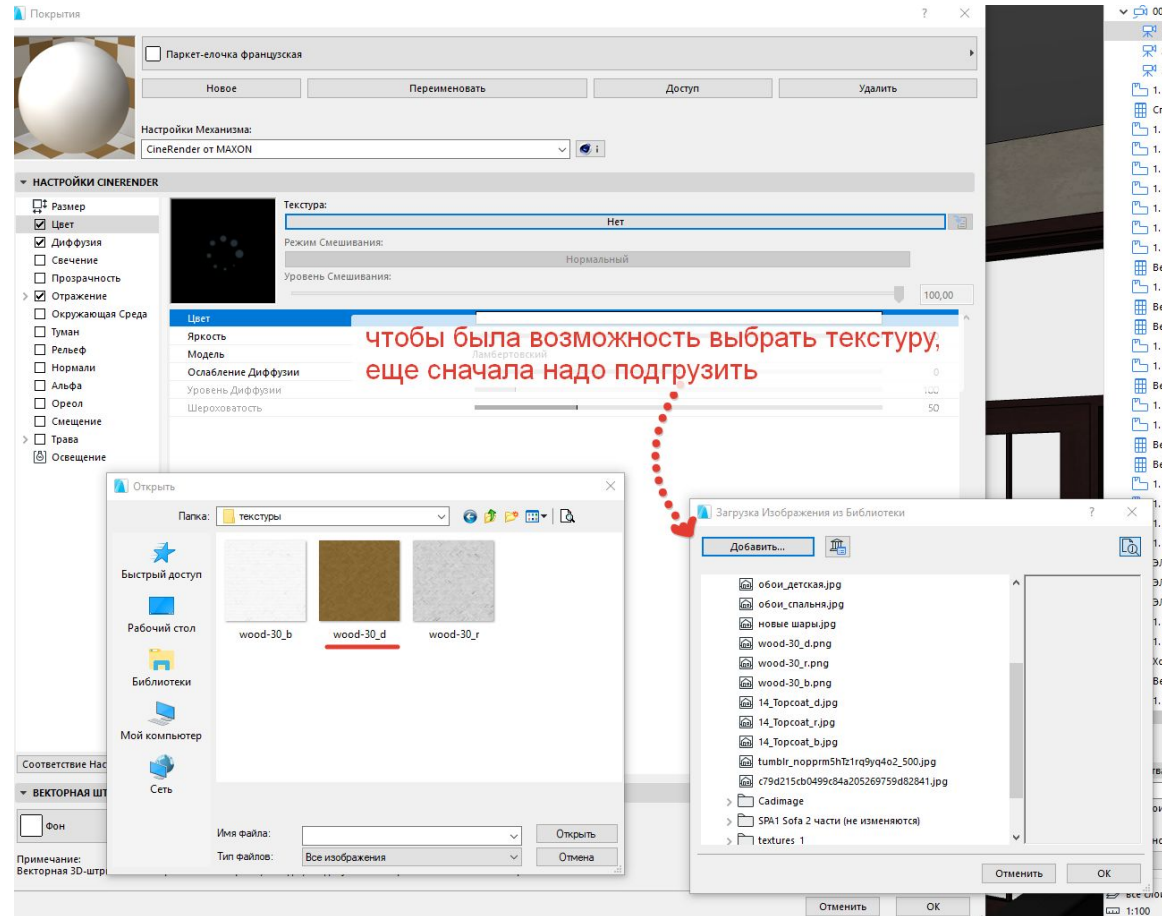 Покрытия
?
Паркет-елочка французская
Новое
Переименовать
Доступ
Удалить
Настройки Механизма:
CineRender от MAXON
i
НАСТРОЙКИ CINERENDER
Размер
Цвет
Диффузия
Свечение
Прозрачность
Отражение
Окружающая Среда
Туман
Рельеф
Нормали
Альфа
Ореол
Смещение
Трава
Освещение
Текстура:
Нет
Режим Смешивания:
Нормальный
Уровень Смешивания:
100,00
Цвет
Яркость
Модель
Ламбертовский
Ослабление Диффузии
0
Уровень Диффузии
100
Шероховатость
50
чтобы была возможность выбрать текстуру,
еще сначала надо подгрузить
Открыть
Папка:
текстуры
Быстрый доступ
Рабочий стол
Библиотеки
Мой компьютер
Сеть
wood-30_b
wood-30_d
wood-30_r
Имя файла:
Открыть
Тип файлов:
Все изображения
Отмена
Загрузка Изображения из Библиотеки
?
Добавить...
обои_детская.jpg
обои_спальня.jpg
новые шары.jpg
wood-30_d.png
wood-30_r.png
wood-30_b.png
14_Topcoat_d.jpg
14_Topcoat_r.jpg
14_Topcoat_b.jpg
tumblr_nopprm5hTz1rq9yq4o2_500.jpg
c79d215cb0499c84a205269759d82841.jpg
Cadimage
SPA1 Sofa 2 части (не изменяются)
textures 1
Отменить
OK
Соответствие Нас
ВЕКТОРНАЯ ШТ
Фон
Примечание:
Векторная 3D-штр
Отменить
OK
1:100